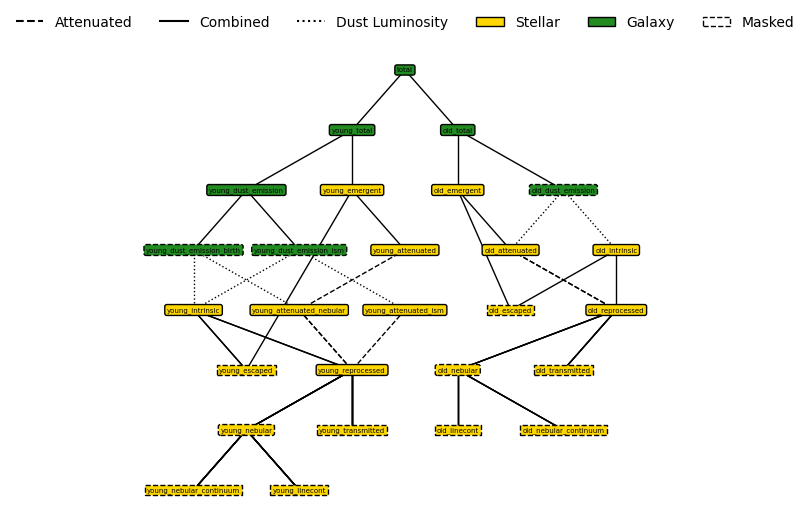 Attenuated Combined Dust Luminosity Stellar Galaxy Masked
total
young_total old_total
young_dust_emission young_emergent old_emergent old_dust_emission
young_dust_emission_birth young_dust_emission_ism young_attenuated old_attenuated old_intrinsic
young_intrinsic young_attenuated_nebular young_attenuated_ism old_escaped old_reprocessed
young_escaped young_reprocessed old_nebular old_transmitted
young_nebular young_transmitted old_linecont old_nebular_continuum
young_nebular_continuum young_linecont